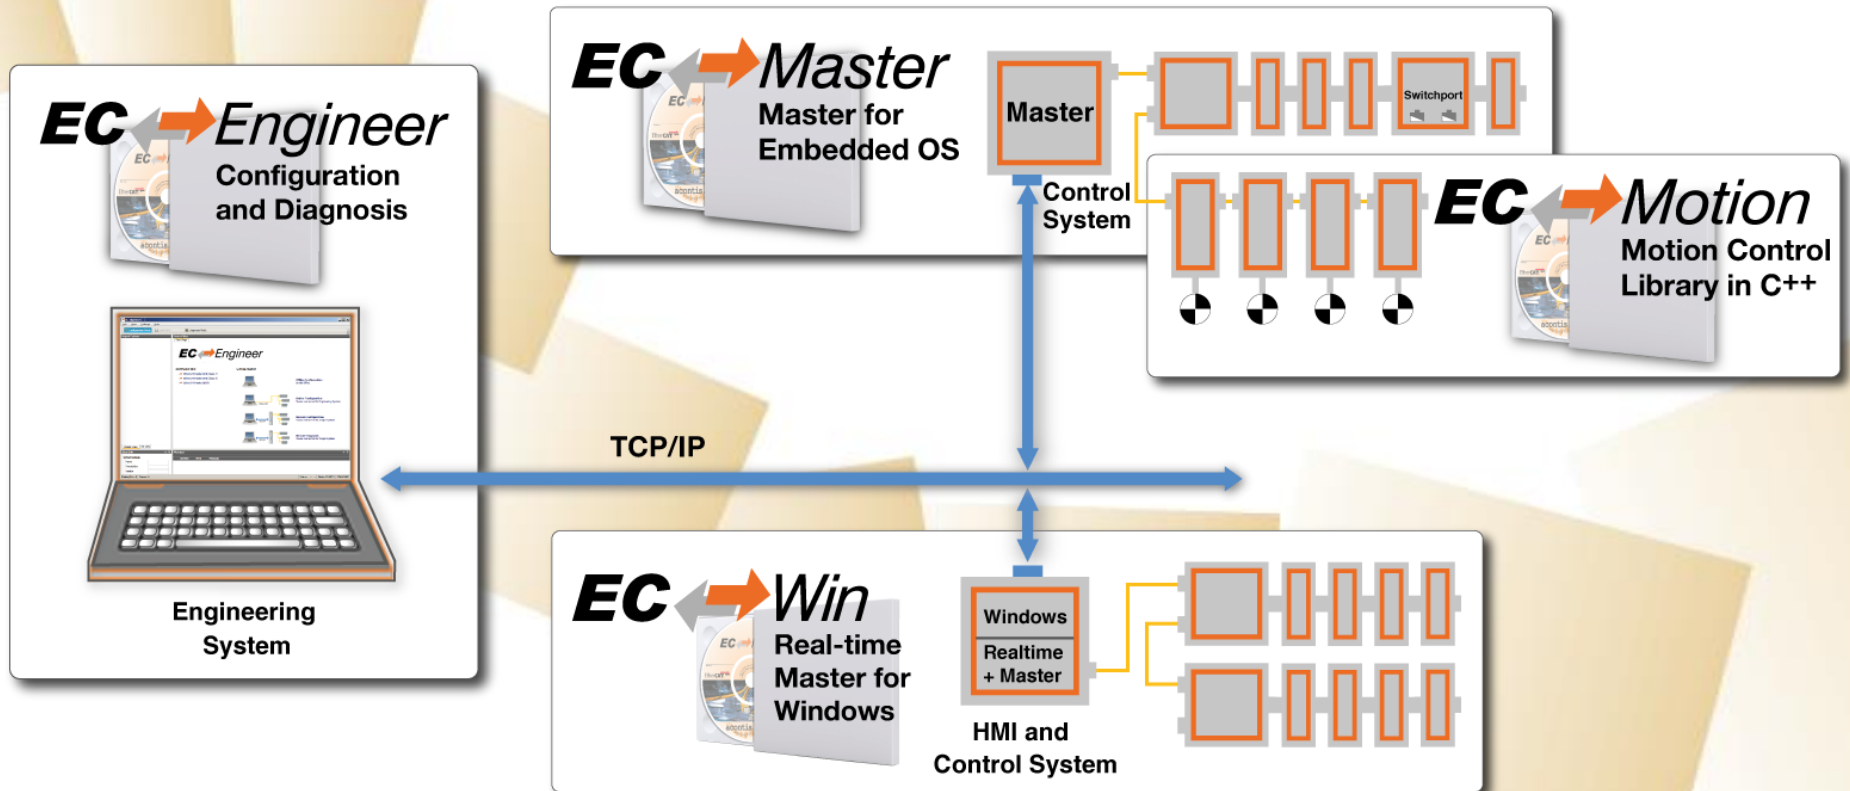 EC Engineer
Configuration
and Diagnosis
EC Engineer
Engineering
System
TCP/IP
EC Master
Master for
Embedded OS
Master
Control
System
Switchport
EC Motion
Motion Control
Library in C++
EC Win
Real-time
Master for
Windows
Windows
Realtime
+ Master
HMI and
Control System